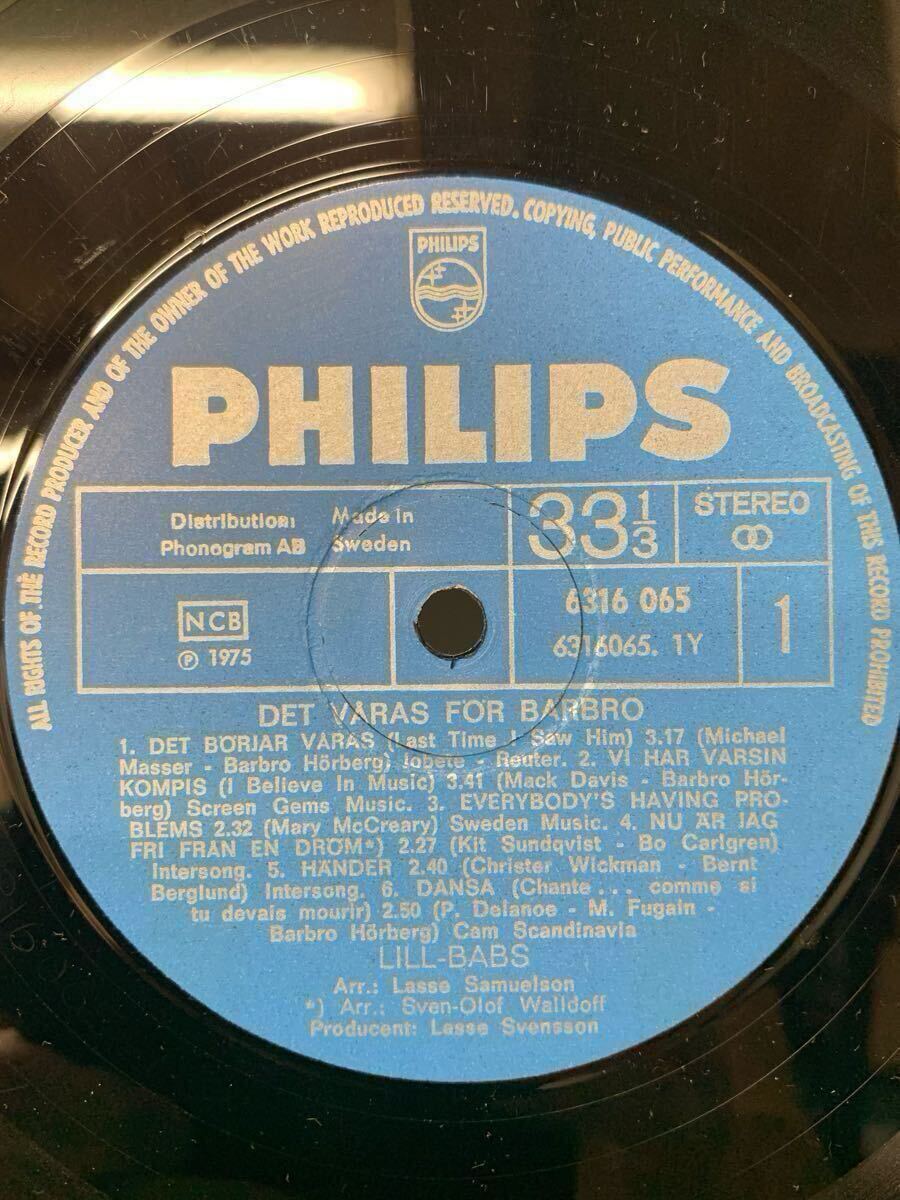 ALL RIGHTS OF THE RECORD PRODUCER AND OF THE OWNER OF THE WORK REPRODUCED RESERVED. COPYING, PUBLIC PERFORMANCE AND BROADCASTING OF THIS RECORD PROHIBITED
PHILIPS
PHILIPS
Distribution: Phonogram AB
Made in Sweden
33 1/3
STEREO
NCB
℗ 1975
6316 065
6316065. 1Y
1
DET VÅRAS FÖR BARBRO
1. DET BÖRJAR VÅRAS (Last Time I Saw Him) 3.17 (Michael
Masser - Barbro Hörberg) Jobete - Reuter. 2. VI HAR VARSIN
KOMPIS (I Believe In Music) 3.41 (Mack Davis - Barbro Hör-
berg) Screen Gems Music. 3. EVERYBODY'S HAVING PRO-
BLEMS 2.32 (Mary McCreary) Sweden Music. 4. NU ÄR JAG
FRI FRÅN EN DRÖM*) 2.27 (Kit Sundqvist - Bo Carlgren)
Intersong. 5. HÄNDER 2.40 (Christer Wickman - Bernt
Berglund) Intersong. 6. DANSA (Chante... comme si
tu devais mourir) 2.50 (P. Delanoe - M. Fugain -
Barbro Hörberg) Cam Scandinavia
LILL-BABS
Arr.: Lasse Samuelson
*) Arr.: Sven-Olof Walldoff
Producent: Lasse Svensson